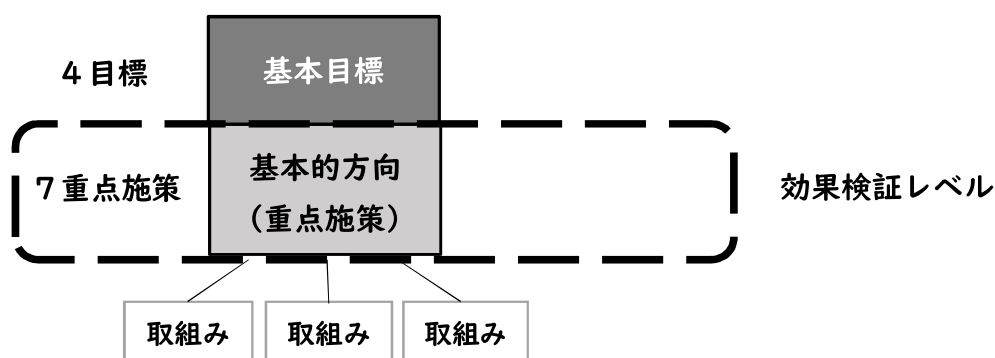 ４目標
基本目標
７重点施策
基本的方向
（重点施策）
効果検証レベル
取組み
取組み
取組み